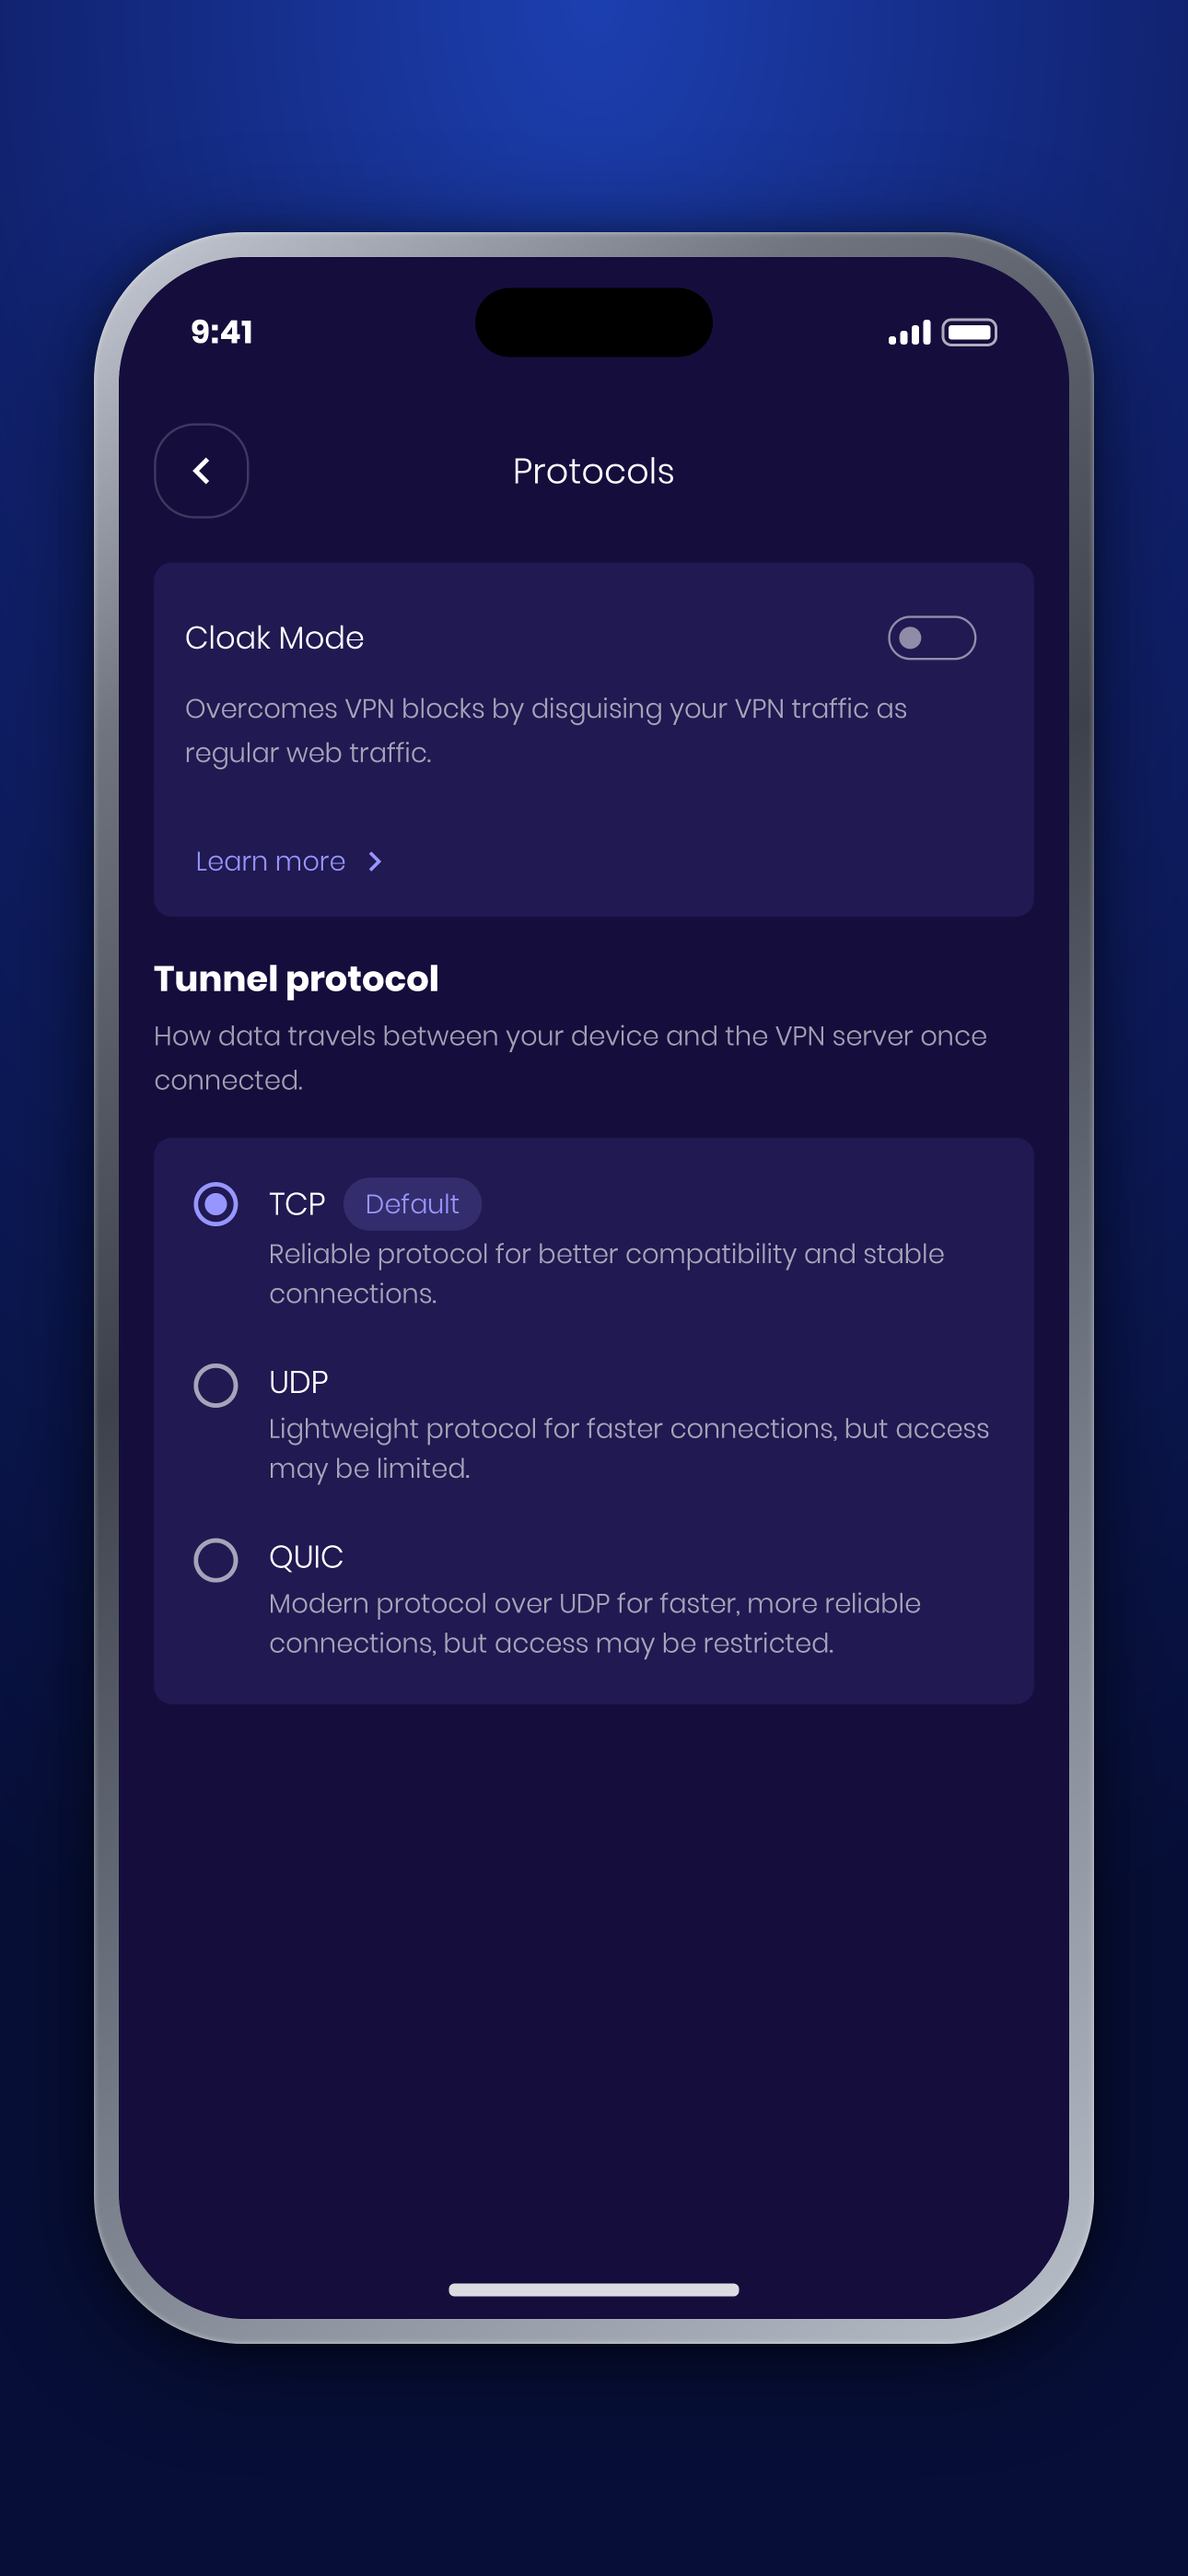 9:41
Protocols
Cloak Mode
Overcomes VPN blocks by disguising your VPN traffic as
regular web traffic.
Learn more
Tunnel protocol
How data travels between your device and the VPN server once
connected.
TCP Default
Reliable protocol for better compatibility and stable
connections.
UDP
Lightweight protocol for faster connections, but access
may be limited.
QUIC
Modern protocol over UDP for faster, more reliable
connections, but access may be restricted.